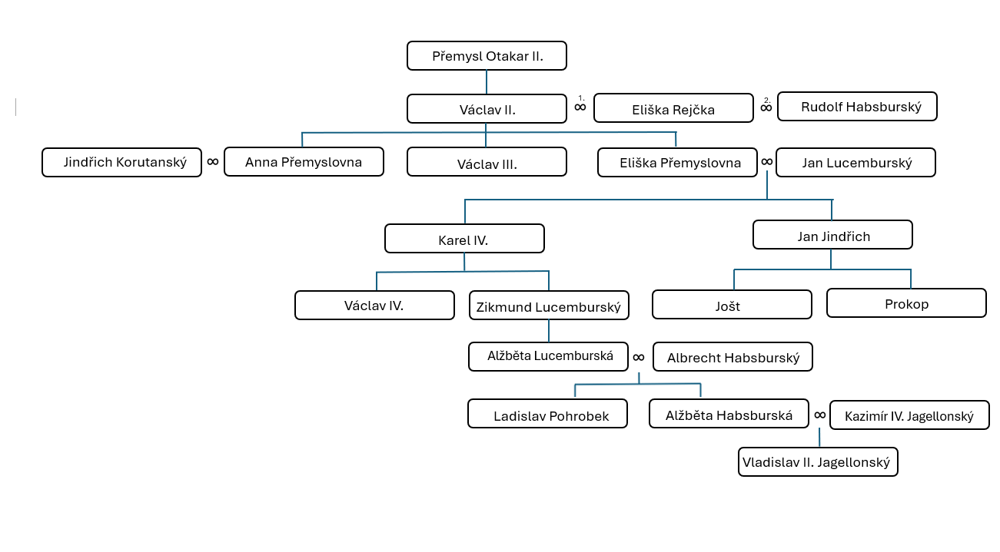 Přemysl Otakar II.
Václav II.
1.
∞
Eliška Rejčka
2.
∞
Rudolf Habsburský
Jindřich Korutanský
∞
Anna Přemyslovna
Václav III.
Eliška Přemyslovna
∞
Jan Lucemburský
Karel IV.
Jan Jindřich
Václav IV.
Zikmund Lucemburský
Jošt
Prokop
Alžběta Lucemburská
∞
Albrecht Habsburský
Ladislav Pohrobek
Alžběta Habsburská
∞
Kazimír IV. Jagellonský
Vladislav II. Jagellonský